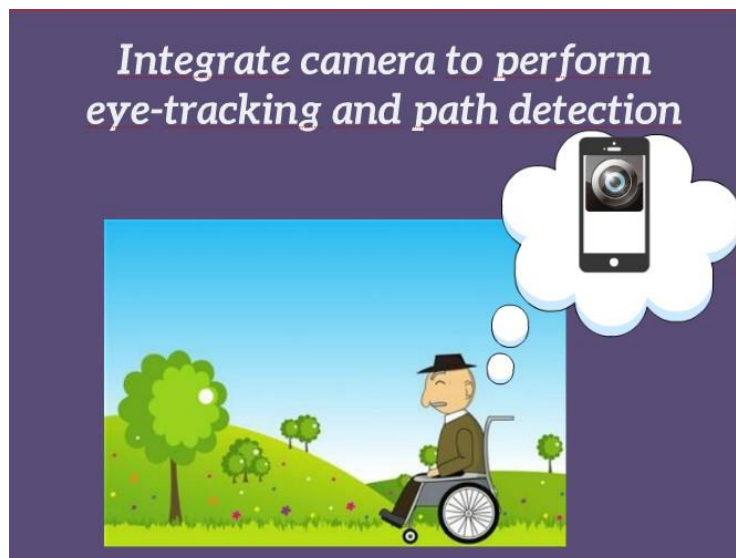 Integrate camera to perform
eye-tracking and path detection